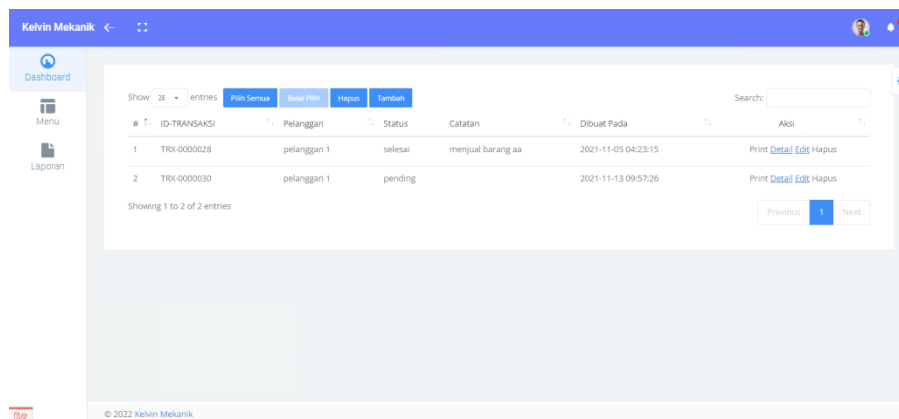 Kelvin Mekanik
Dashboard
Menu
Laporan
Show 25 entries Pilih Semua Batal Pilih Hapus Tambah Search:
# ID-TRANSAKSI Pelanggan Status Catatan Dibuat Pada Aksi
1 TRX-0000028 pelanggan 1 selesai menjual barang aa 2021-11-05 04:23:15 Print Detail Edit Hapus
2 TRX-0000030 pelanggan 1 pending 2021-11-13 09:57:26 Print Detail Edit Hapus
Showing 1 to 2 of 2 entries
Previous 1 Next
© 2022 Kelvin Mekanik